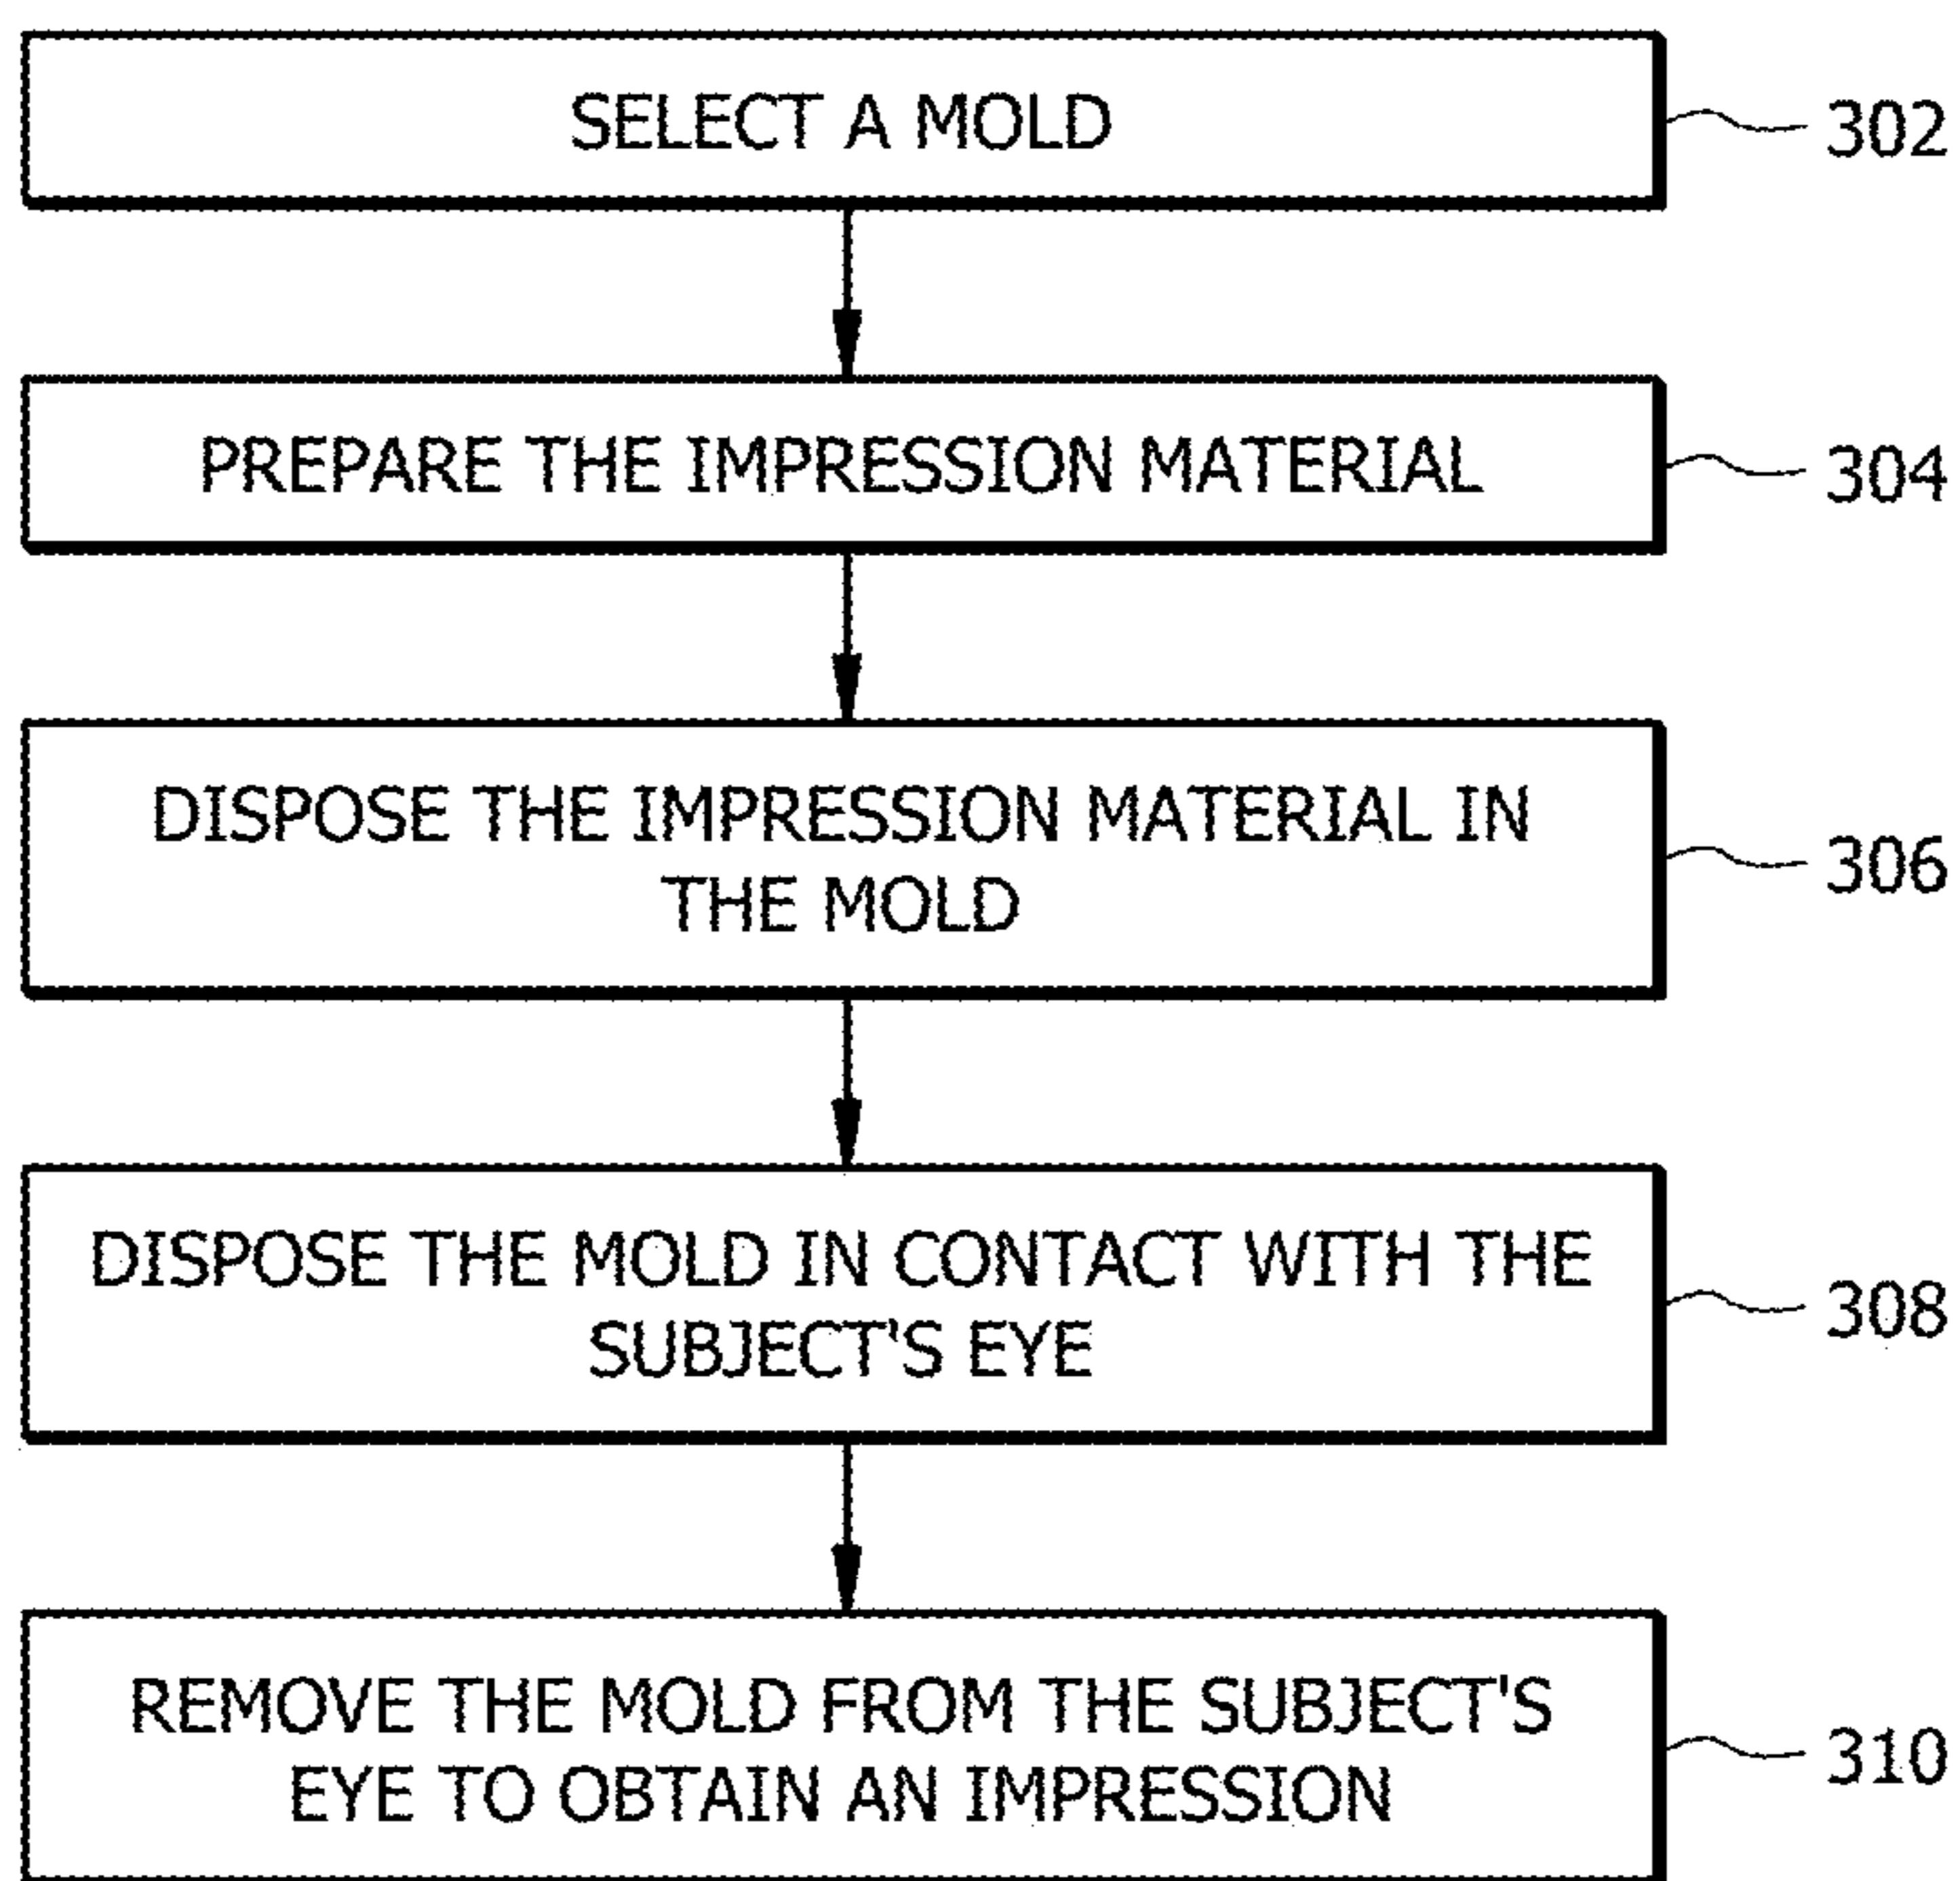 SELECT A MOLD
302
PREPARE THE IMPRESSION MATERIAL
304
DISPOSE THE IMPRESSION MATERIAL IN
THE MOLD
306
DISPOSE THE MOLD IN CONTACT WITH THE
SUBJECT'S EYE
308
REMOVE THE MOLD FROM THE SUBJECT'S
EYE TO OBTAIN AN IMPRESSION
310